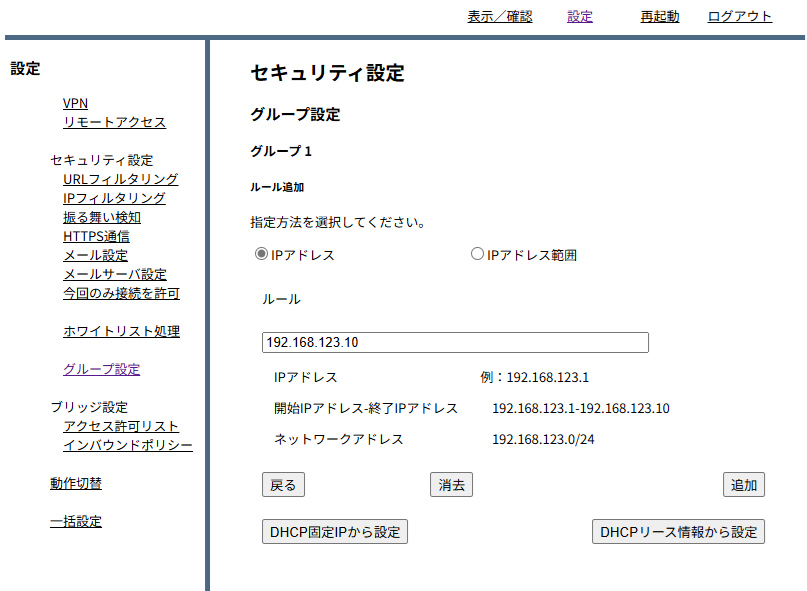 表示／確認 設定 再起動 ログアウト
設定
VPN
リモートアクセス
セキュリティ設定
URLフィルタリング
IPフィルタリング
振る舞い検知
HTTPS通信
メール設定
メールサーバ設定
今回のみ接続を許可
ホワイトリスト処理
グループ設定
ブリッジ設定
アクセス許可リスト
インバウンドポリシー
動作切替
一括設定
セキュリティ設定
グループ設定
グループ 1
ルール追加
指定方法を選択してください。
IPアドレス IPアドレス範囲
ルール
192.168.123.10
IPアドレス 例：192.168.123.1
開始IPアドレス-終了IPアドレス 192.168.123.1-192.168.123.10
ネットワークアドレス 192.168.123.0/24
戻る 消去 追加
DHCP固定IPから設定 DHCPリース情報から設定